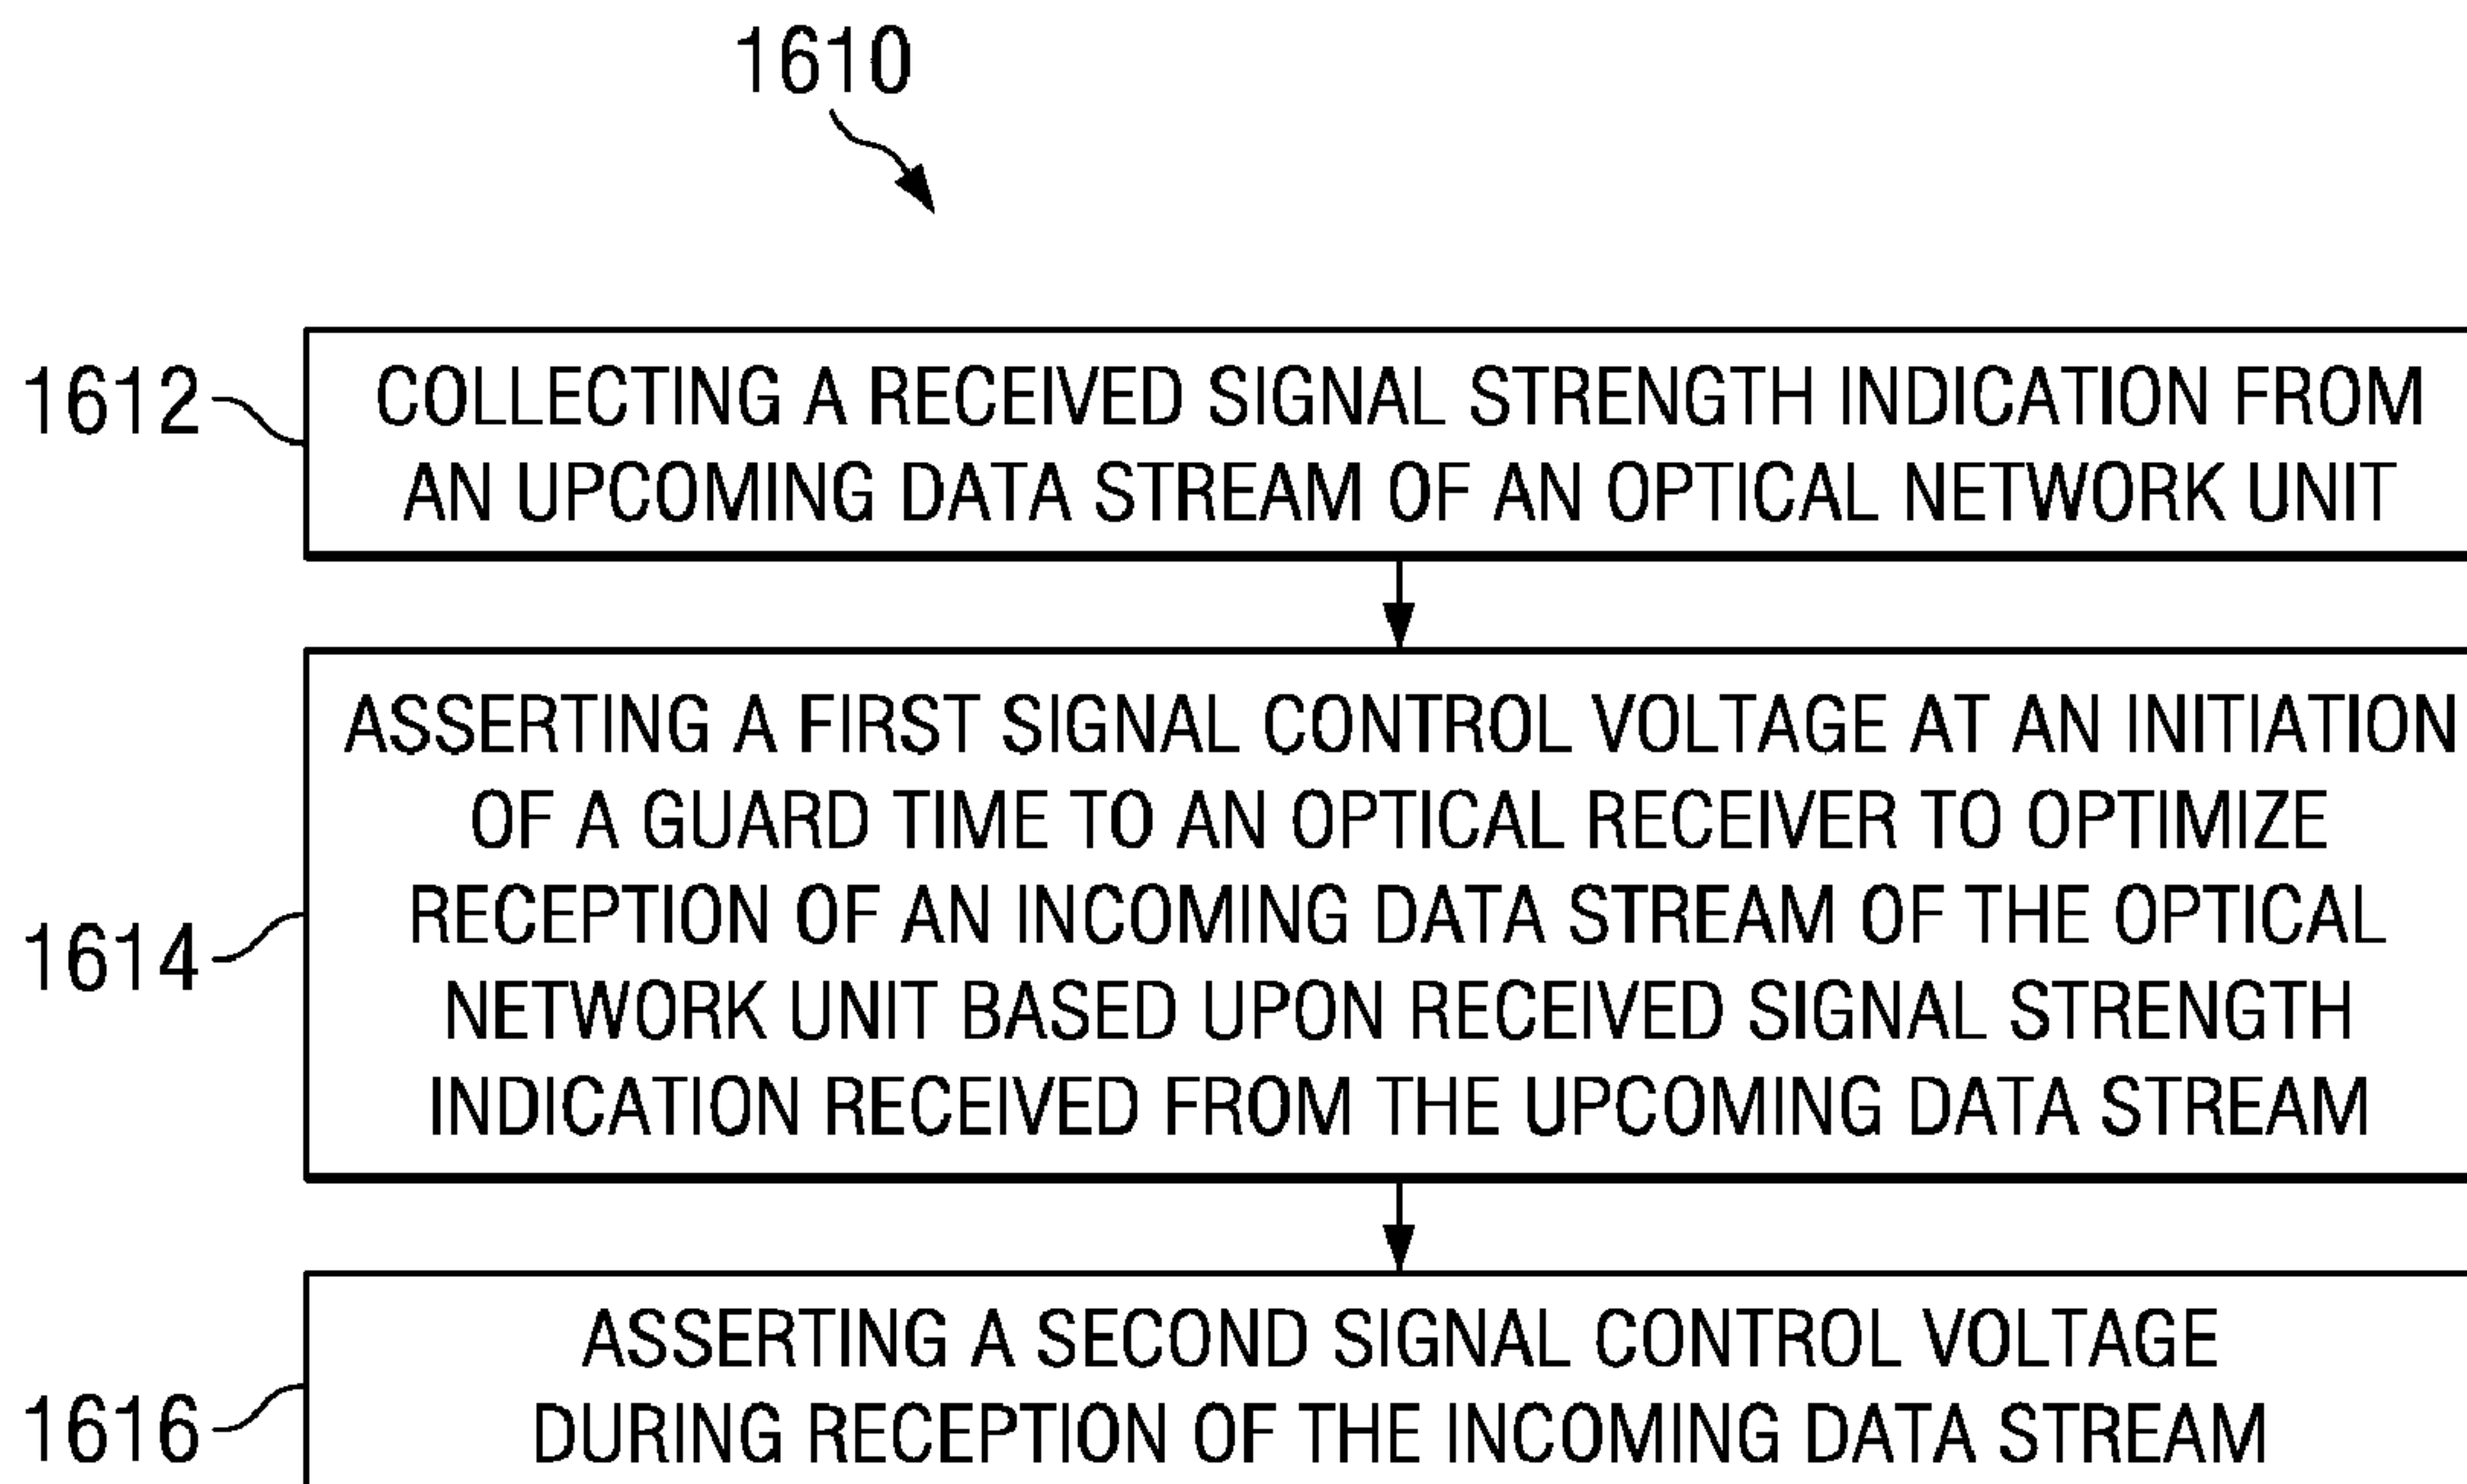 1610
1612
COLLECTING A RECEIVED SIGNAL STRENGTH INDICATION FROM
AN UPCOMING DATA STREAM OF AN OPTICAL NETWORK UNIT
1614
ASSERTING A FIRST SIGNAL CONTROL VOLTAGE AT AN INITIATION
OF A GUARD TIME TO AN OPTICAL RECEIVER TO OPTIMIZE
RECEPTION OF AN INCOMING DATA STREAM OF THE OPTICAL
NETWORK UNIT BASED UPON RECEIVED SIGNAL STRENGTH
INDICATION RECEIVED FROM THE UPCOMING DATA STREAM
1616
ASSERTING A SECOND SIGNAL CONTROL VOLTAGE
DURING RECEPTION OF THE INCOMING DATA STREAM